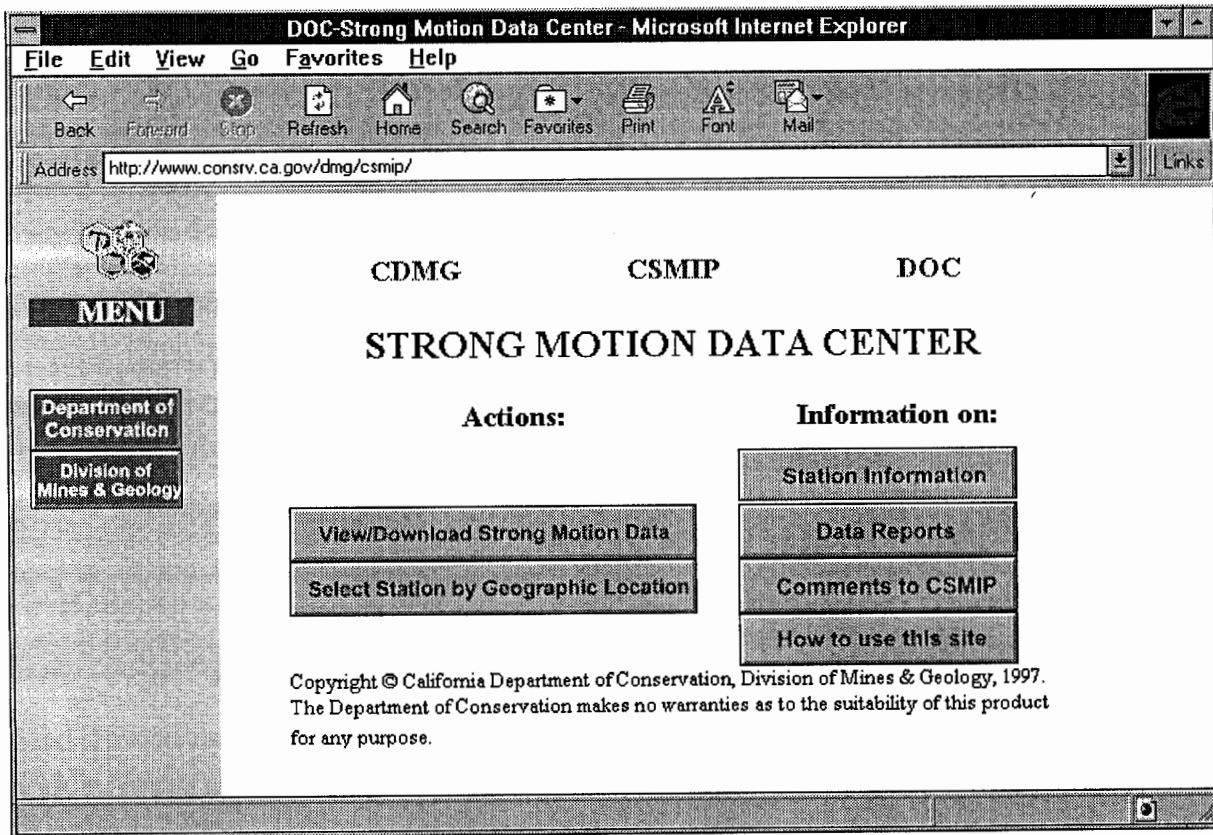 DOC-Strong Motion Data Center - Microsoft Internet Explorer
File Edit View Go Favorites Help
Back Forward Stop Refresh Home Search Favorites Print Font Mail
Address http://www.consrv.ca.gov/dmg/csmip/ Links
MENU
Department of
Conservation
Division of
Mines & Geology
CDMG CSMIP DOC
STRONG MOTION DATA CENTER
Actions: Information on:
Station Information
View/Download Strong Motion Data Data Reports
Select Station by Geographic Location Comments to CSMIP
How to use this site
Copyright © California Department of Conservation, Division of Mines & Geology, 1997.
The Department of Conservation makes no warranties as to the suitability of this product
for any purpose.